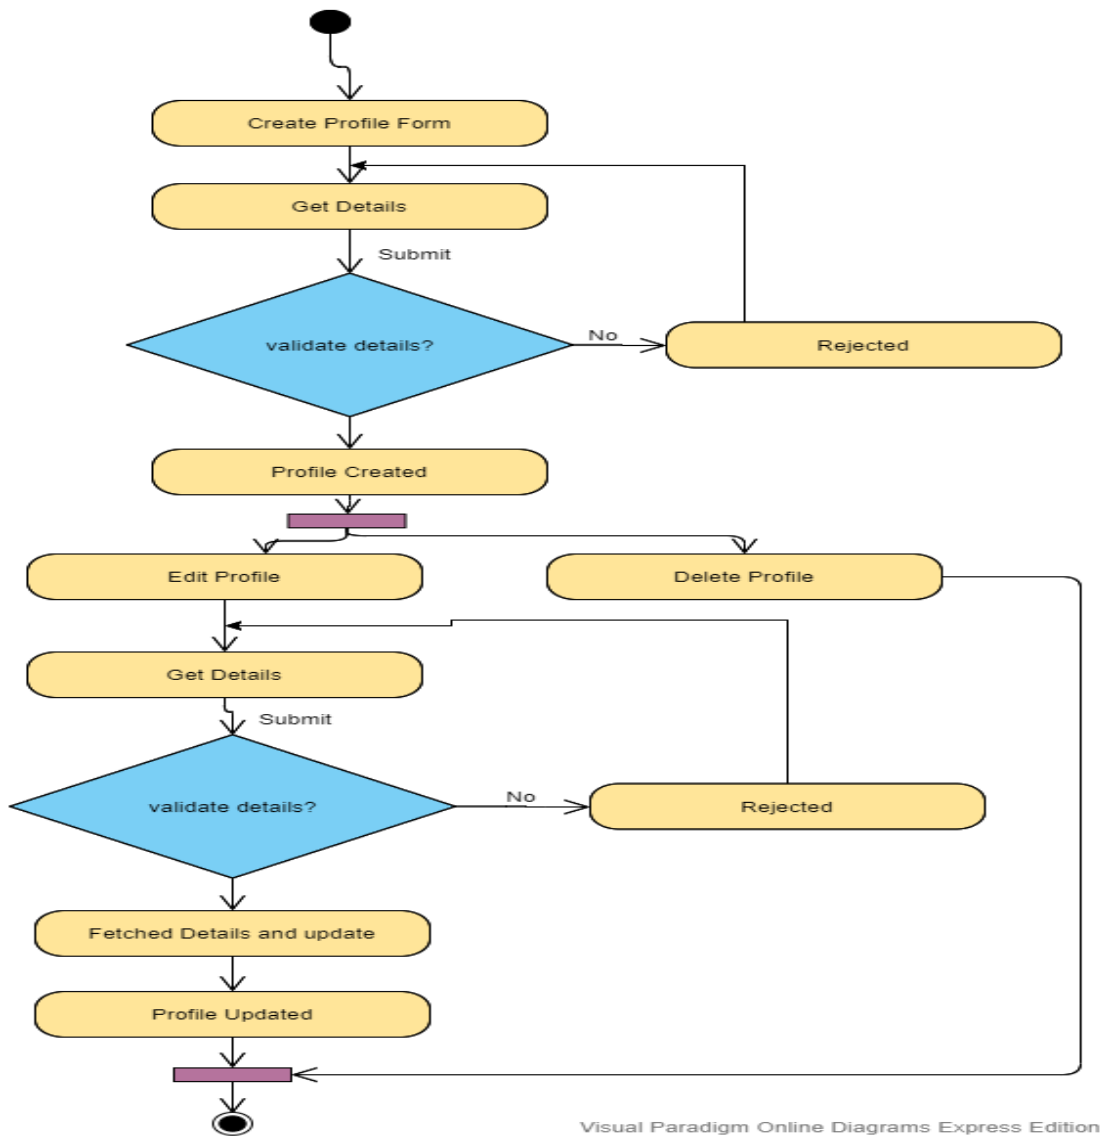 Create Profile Form
Get Details
Submit
validate details?
No
Rejected
Profile Created
Edit Profile
Delete Profile
Get Details
Submit
validate details?
No
Rejected
Fetched Details and update
Profile Updated
Visual Paradigm Online Diagrams Express Edition